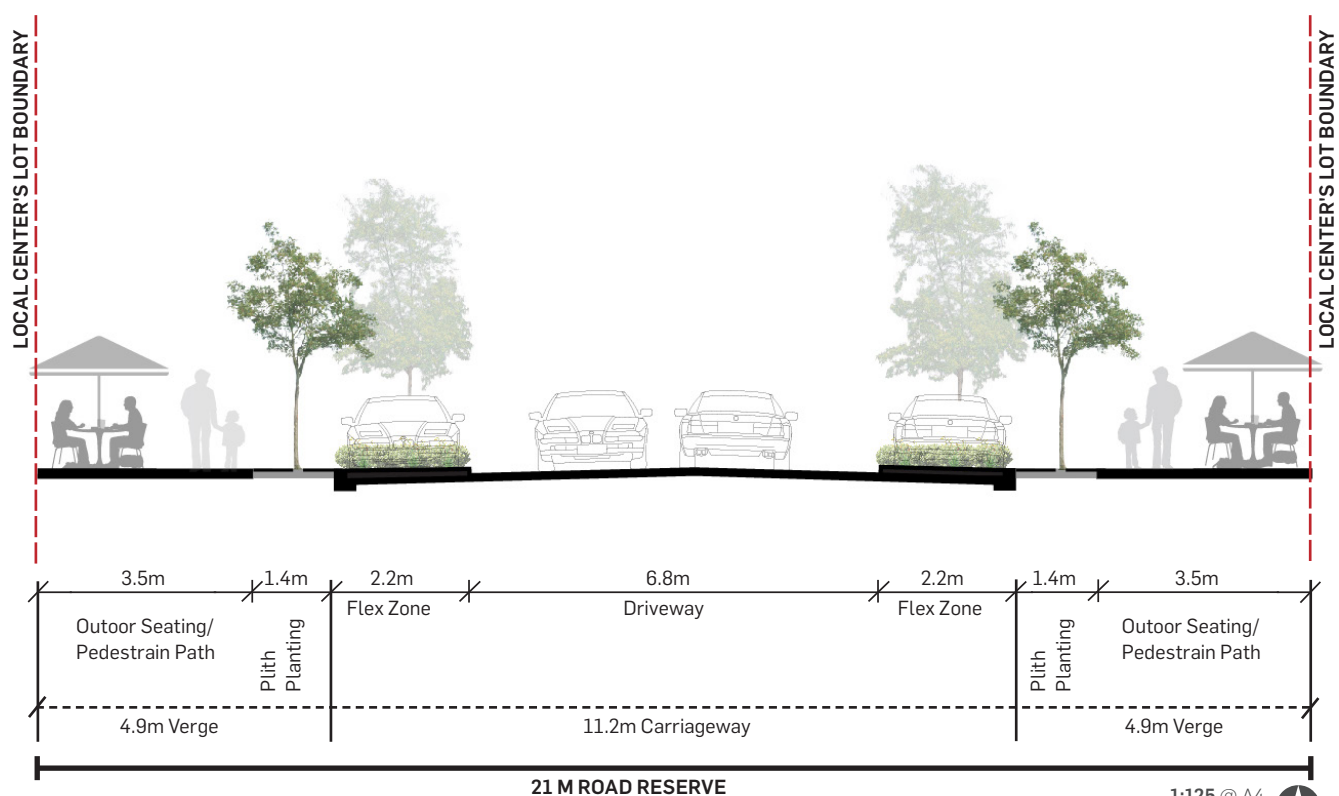 LOCAL CENTER'S LOT BOUNDARY
LOCAL CENTER'S LOT BOUNDARY
3.5m 1.4m 2.2m 6.8m 2.2m 1.4m 3.5m
Flex Zone Driveway Flex Zone
Outoor Seating/
Pedestrain Path
Plith
Planting
Plith
Planting
Outoor Seating/
Pedestrain Path
4.9m Verge 11.2m Carriageway 4.9m Verge
21 M ROAD RESERVE
1:125 @ A4